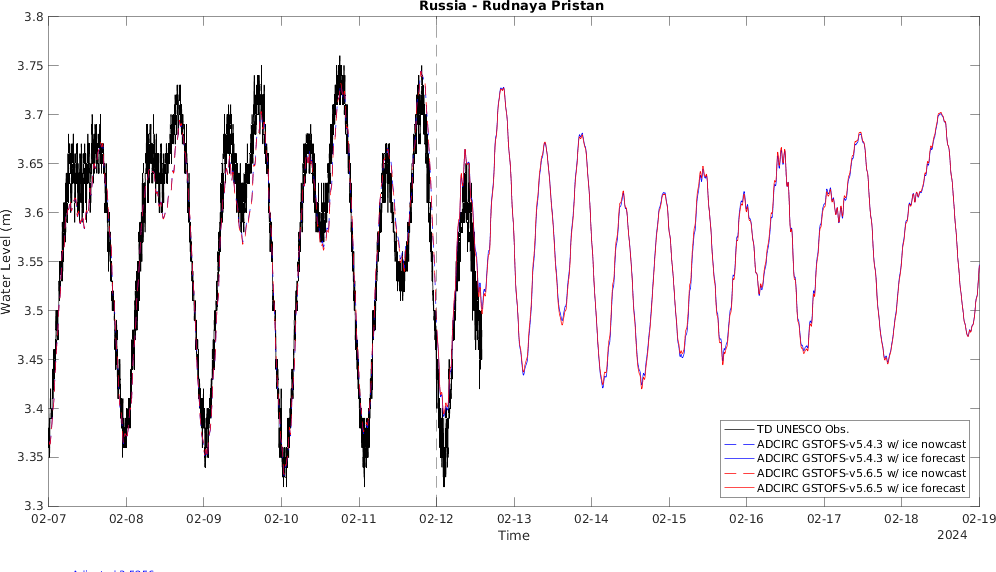 Russia - Rudnaya Pristan
3.8
3.75
3.7
3.65
3.6
3.55
3.5
3.45
3.4
3.35
3.3
Water Level (m)
02-07 02-08 02-09 02-10 02-11 02-12 02-13 02-14 02-15 02-16 02-17 02-18 02-19
Time
2024
TD UNESCO Obs.
ADCIRC GSTOFS-v5.4.3 w/ ice nowcast
ADCIRC GSTOFS-v5.4.3 w/ ice forecast
ADCIRC GSTOFS-v5.6.5 w/ ice nowcast
ADCIRC GSTOFS-v5.6.5 w/ ice forecast